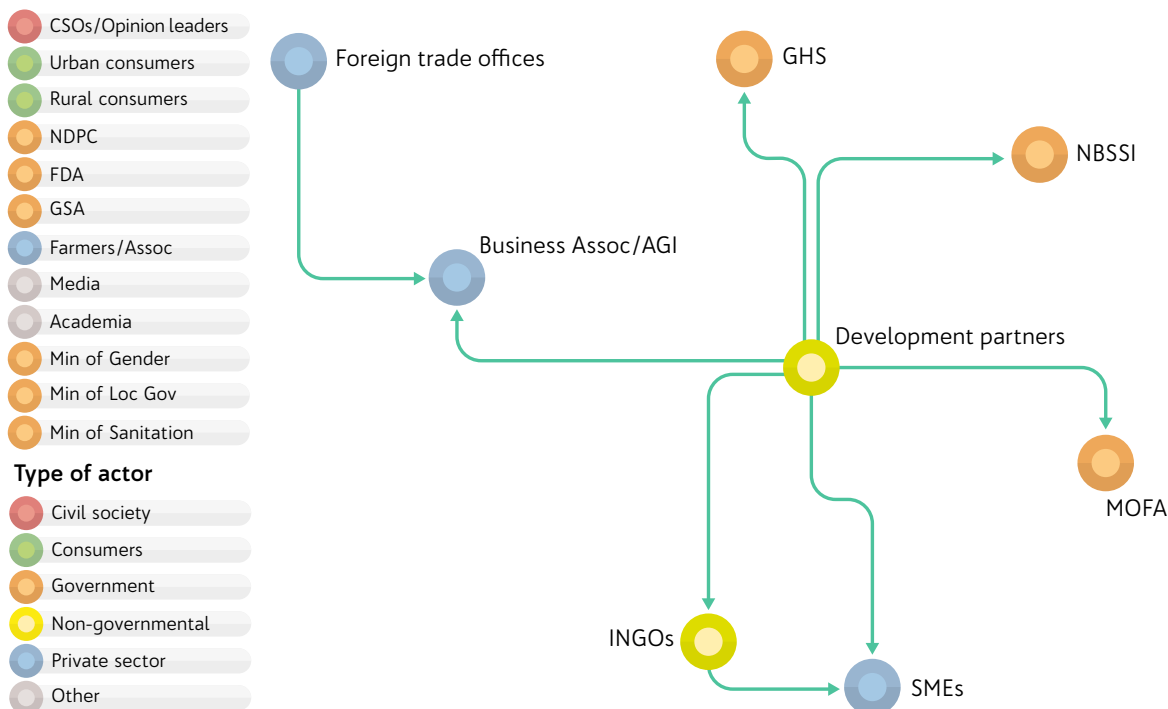 CSOs/Opinion leaders
Urban consumers
Rural consumers
NDPC
FDA
GSA
Farmers/Assoc
Media
Academia
Min of Gender
Min of Loc Gov
Min of Sanitation
Type of actor
Civil society
Consumers
Government
Non-governmental
Private sector
Other
Foreign trade offices
GHS
NBSSI
Business Assoc/AGI
Development partners
MOFA
INGOs
SMEs